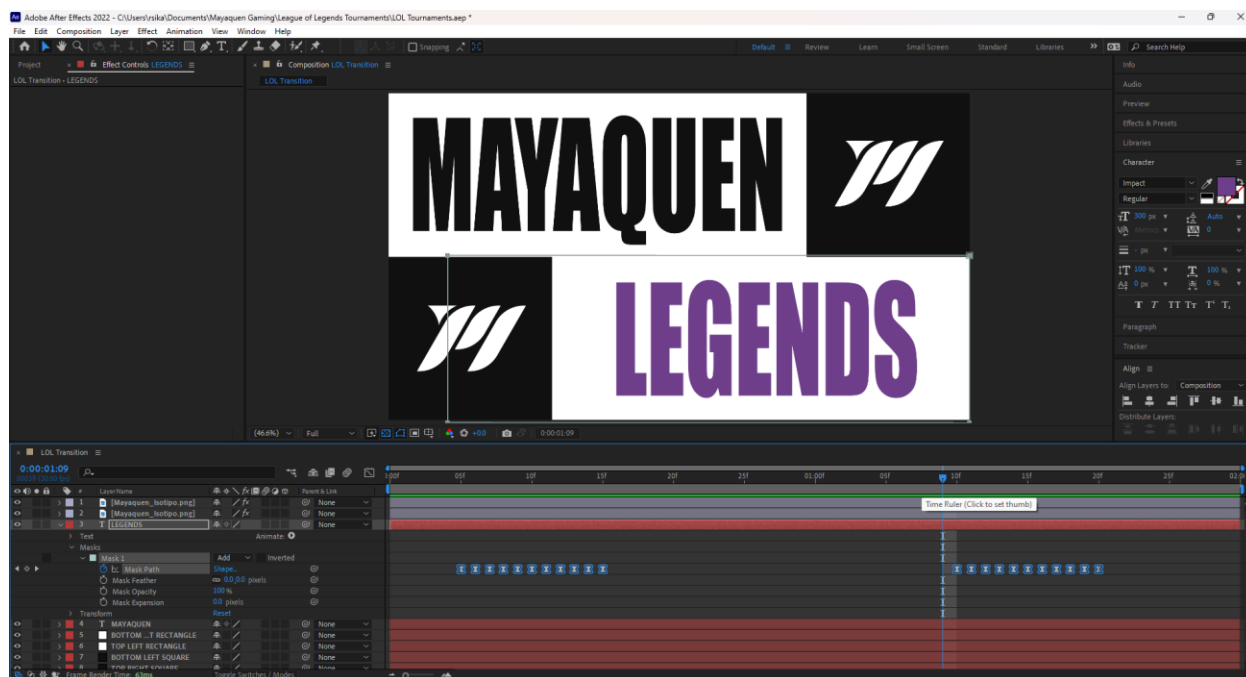 Adobe After Effects 2022 - C:\Users\rsika\Documents\Mayaquen Gaming\League of Legends Tournaments\LOL Tournaments.aep *
File Edit Composition Layer Effect Animation View Window Help
Snapping Default Review Learn Small Screen Standard Libraries Search Help
Project Effect Controls LEGENDS Composition LOL Transition Info
LOL Transition • LEGENDS LOL Transition
Audio
Preview
Effects & Presets
Libraries
Character
Impact
Regular
300 px Auto
Metrics 0
- px
100 % 100 %
0 px 0 %
T T TT Tт T' T,
Paragraph
Tracker
Align
Align Layers to: Composition
Distribute Layers:
MAYAQUEN
LEGENDS
(46.6%) Full +0.0 0:00:01:09
LOL Transition
0:00:01:09
05f 10f 15f 20f 25f 01:00f 05f 10f 15f 20f 25f 02:0
# Layer Name Parent & Link
1 [Mayaquen_Isotipo.png] None
2 [Mayaquen_Isotipo.png] None
Time Ruler (Click to set thumb)
3 T LEGENDS None
Text Animate:
Masks
Mask 1 Add Inverted
Mask Path Shape...
Mask Feather 0.0,0.0 pixels
Mask Opacity 100 %
Mask Expansion 0.0 pixels
Transform Reset
4 T MAYAQUEN None
5 BOTTOM ...T RECTANGLE None
6 TOP LEFT RECTANGLE None
7 BOTTOM LEFT SQUARE None
8 TOP RIGHT SQUARE None
Frame Render Time: 63ms Toggle Switches / Modes